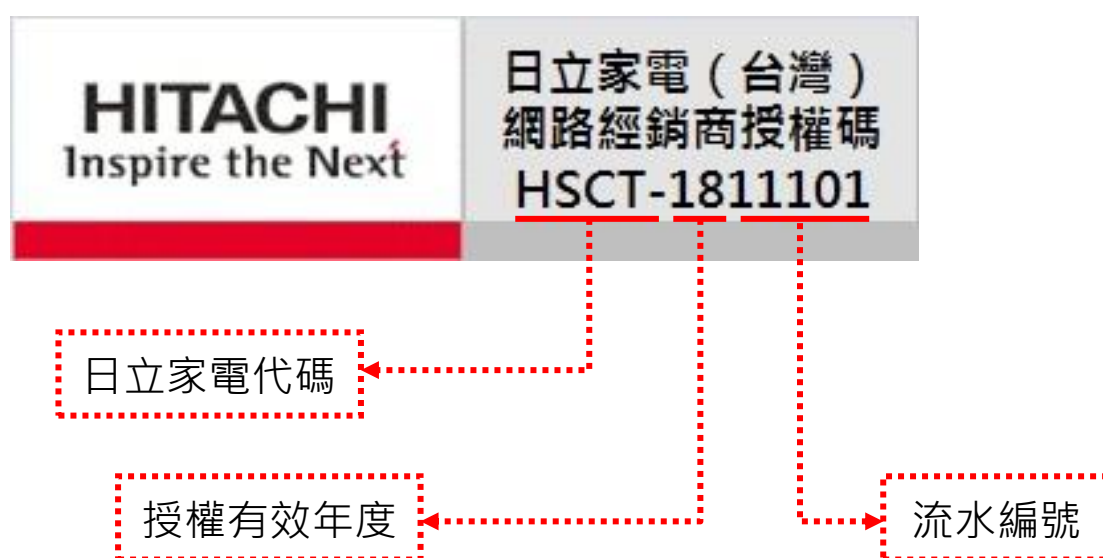 HITACHI
Inspire the Next
日立家電(台灣)
網路經銷商授權碼
HSCT-1811101
日立家電代碼
授權有效年度
流水編號